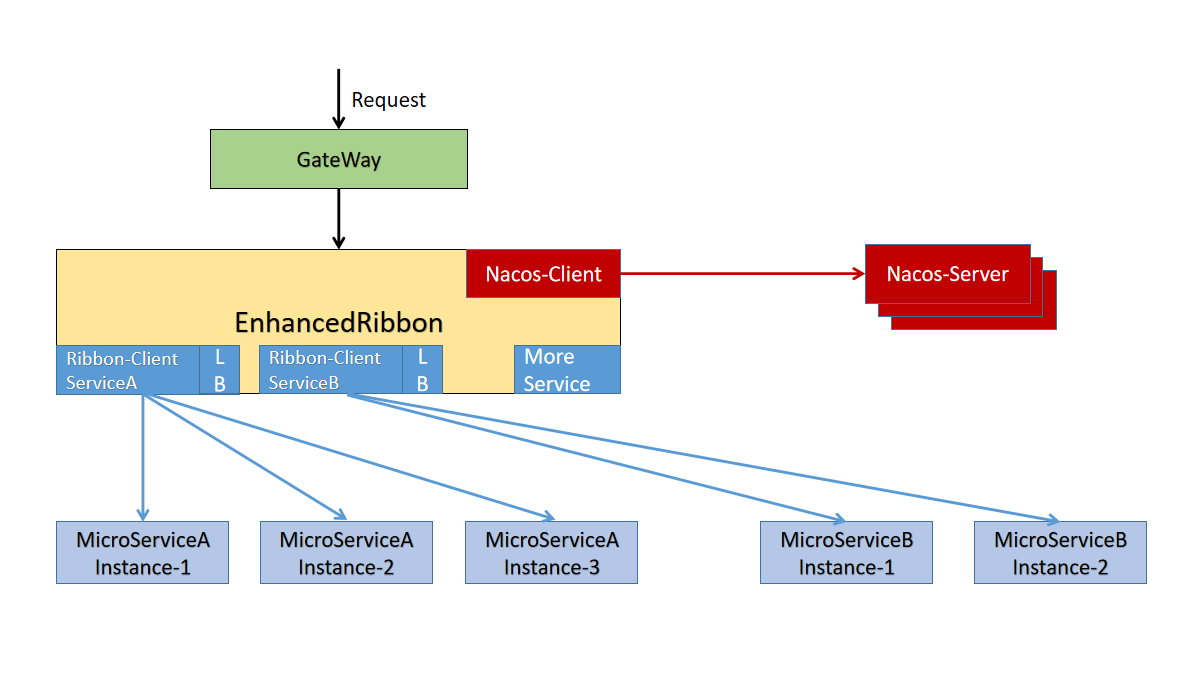 Request
GateWay
Nacos-Client
Nacos-Server
EnhancedRibbon
Ribbon-Client
ServiceA
L
B
Ribbon-Client
ServiceB
L
B
More
Service
MicroServiceA
Instance-1
MicroServiceA
Instance-2
MicroServiceA
Instance-3
MicroServiceB
Instance-1
MicroServiceB
Instance-2